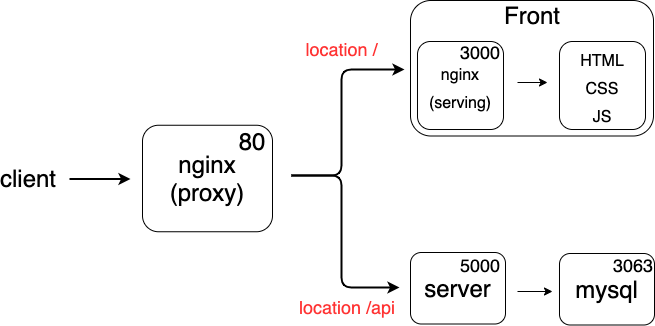 client
80
nginx
(proxy)
location /
Front
3000
nginx
(serving)
HTML
CSS
JS
location /api
5000
server
3063
mysql